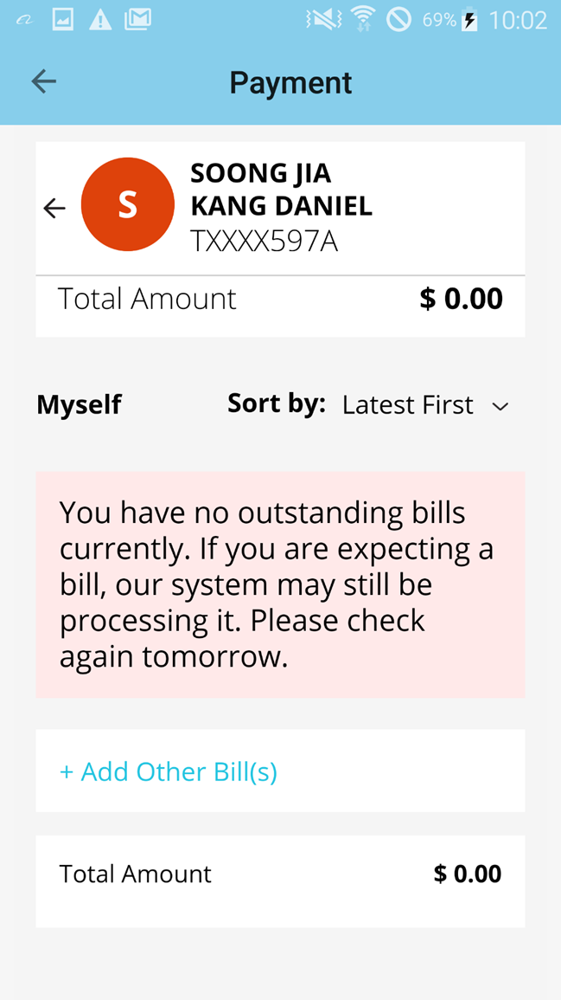 69% 10:02
Payment
S
SOONG JIA
KANG DANIEL
TXXXX597A
Total Amount $ 0.00
Myself Sort by: Latest First
You have no outstanding bills
currently. If you are expecting a
bill, our system may still be
processing it. Please check
again tomorrow.
+ Add Other Bill(s)
Total Amount $ 0.00